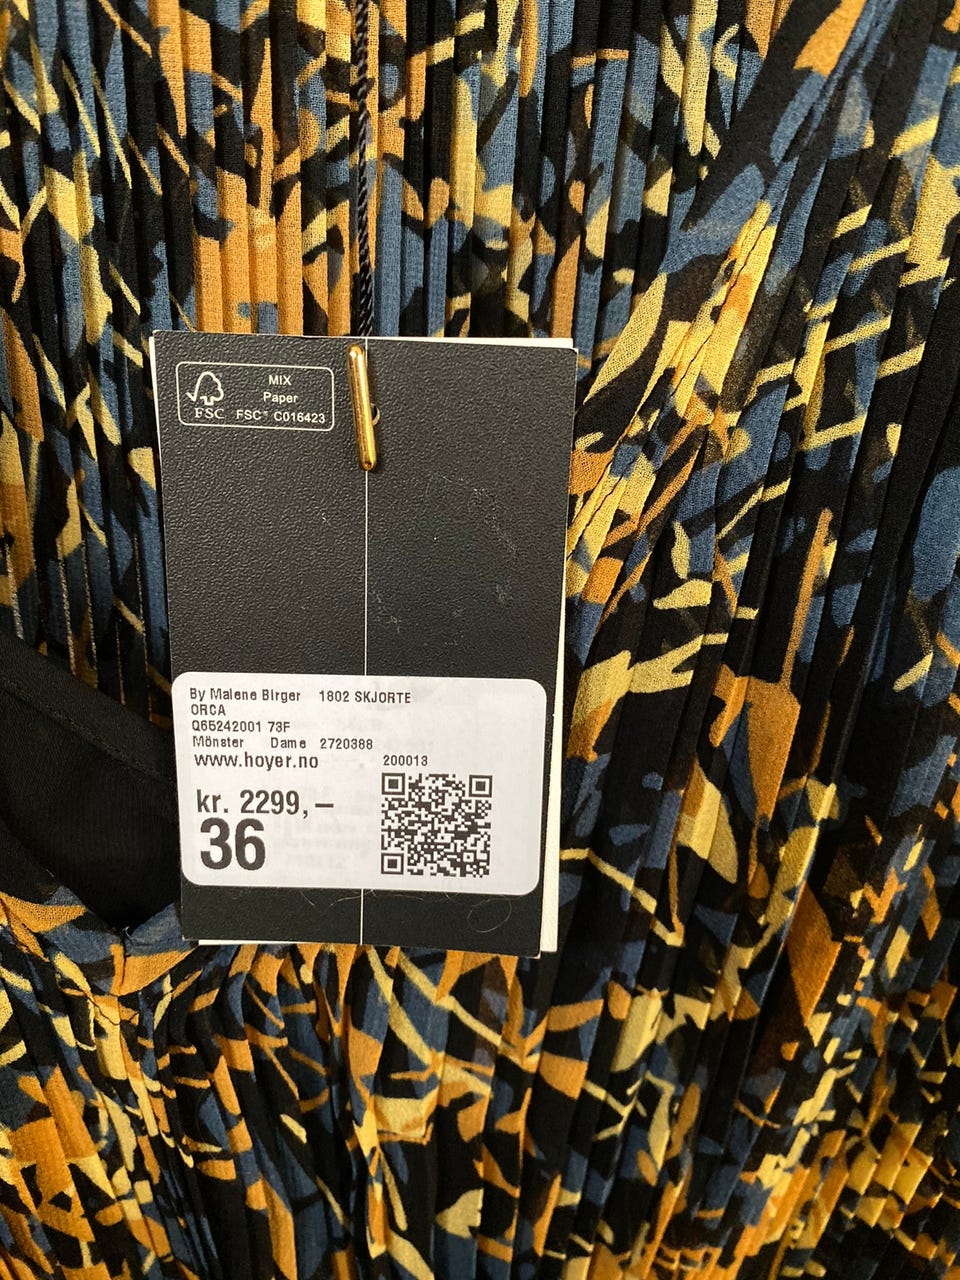 MIX
Paper
FSC FSC® C016423
By Malene Birger 1802 SKJORTE
ORCA
Q65242001 73F
Mönster Dame 2720388
www.hoyer.no 200013
kr. 2299,–
36